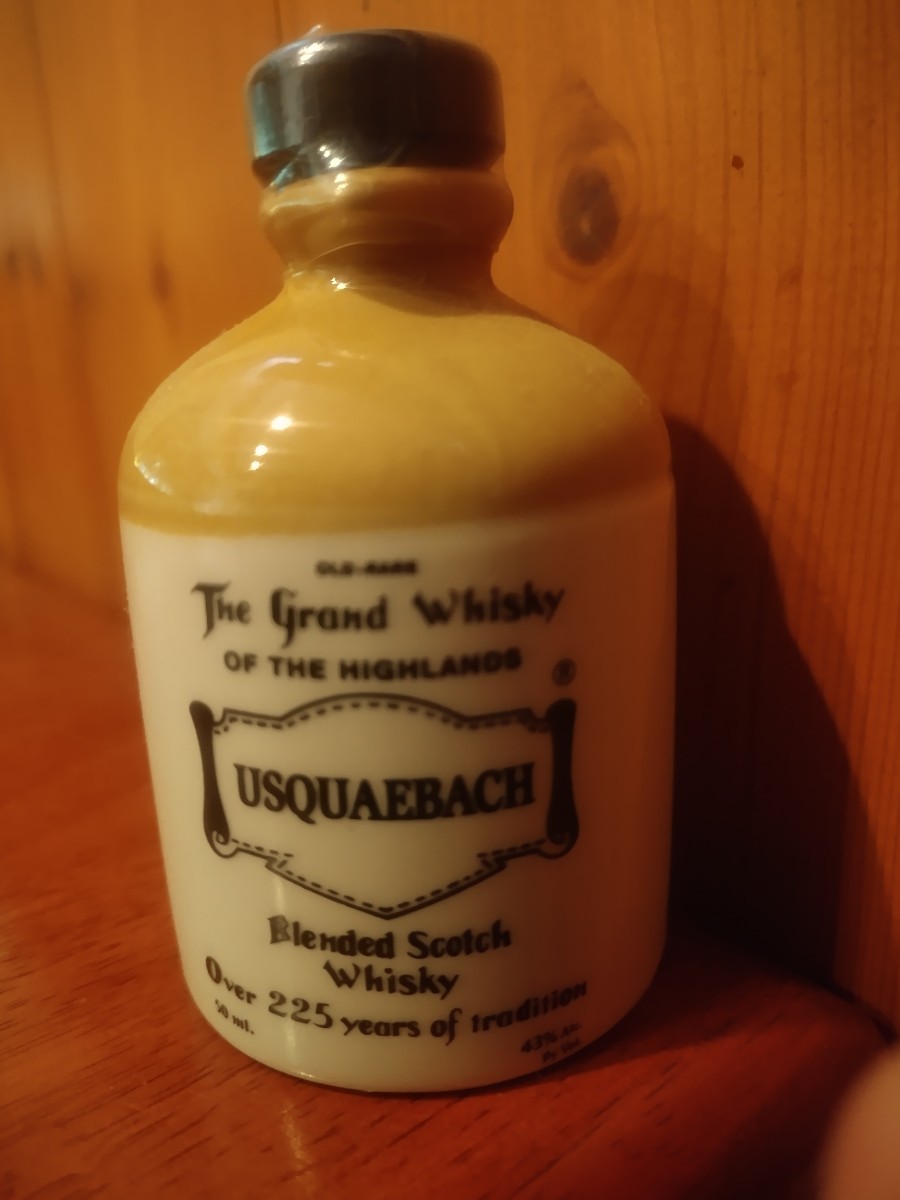 OLD-RARE
The Grand Whisky
OF THE HIGHLANDS ®
USQUAEBACH
Blended Scotch
Whisky
Over 225 years of tradition
50 ml.
43% Alc.
By Vol.